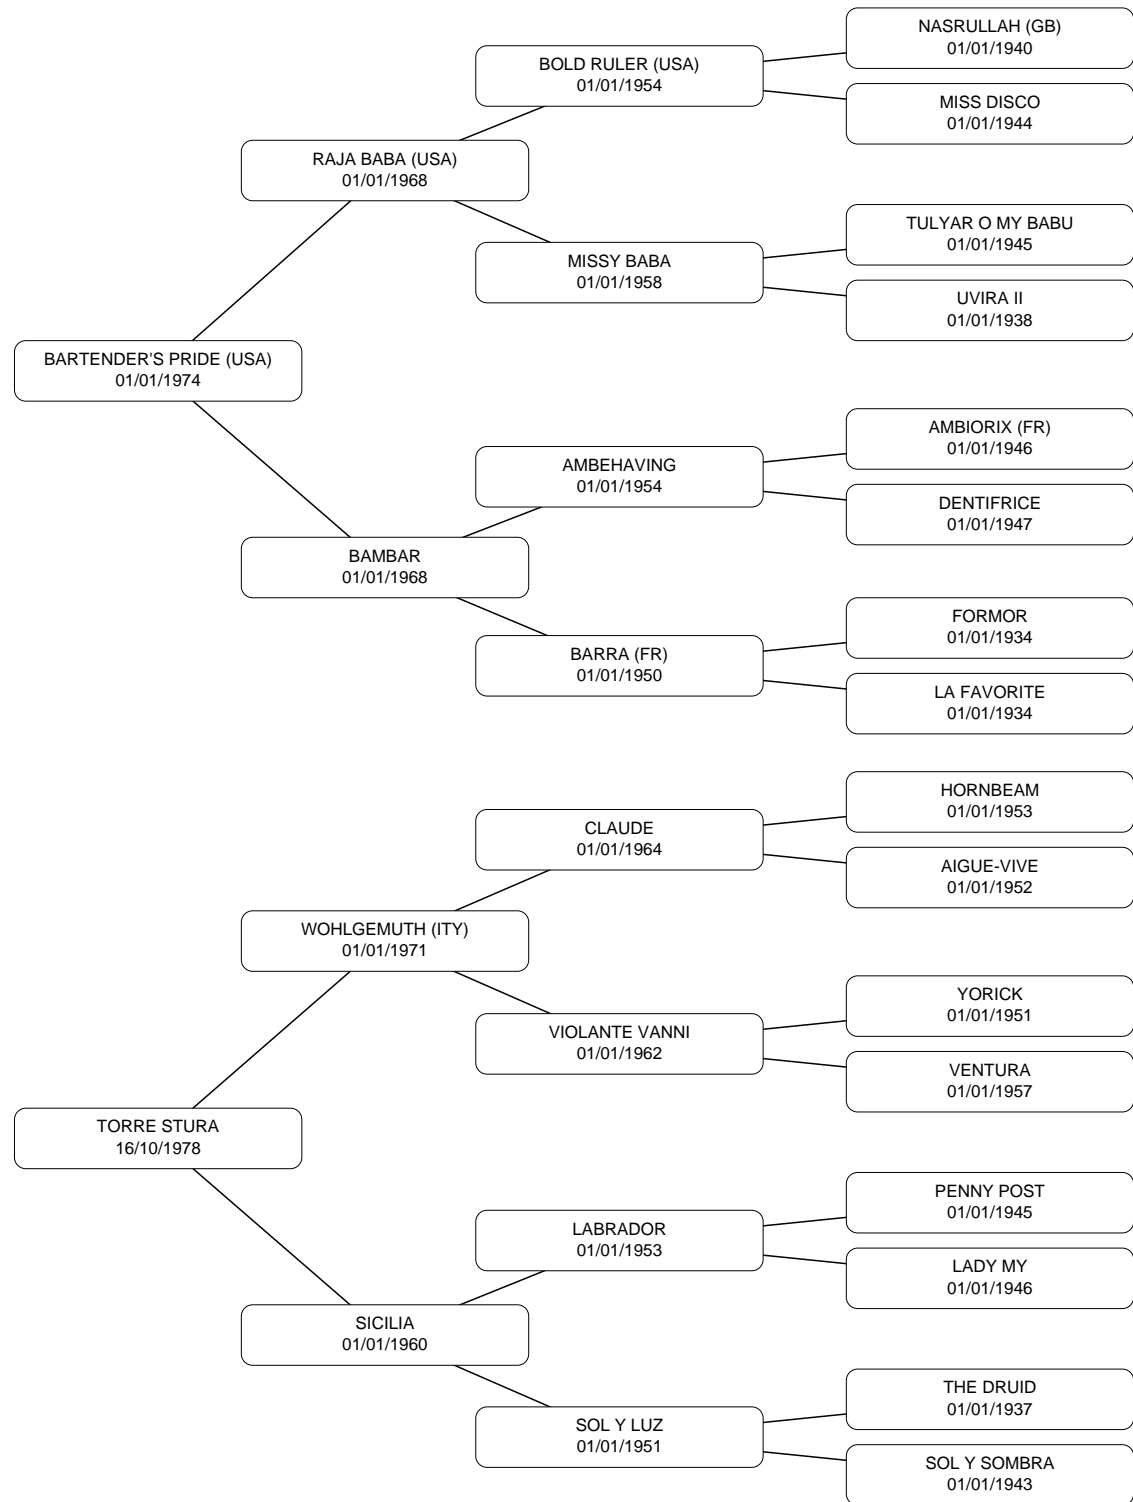 NASRULLAH (GB)
01/01/1940
BOLD RULER (USA)
01/01/1954
MISS DISCO
01/01/1944
RAJA BABA (USA)
01/01/1968
TULYAR O MY BABU
01/01/1945
MISSY BABA
01/01/1958
UVIRA II
01/01/1938
BARTENDER'S PRIDE (USA)
01/01/1974
AMBIORIX (FR)
01/01/1946
AMBEHAVING
01/01/1954
DENTIFRICE
01/01/1947
BAMBAR
01/01/1968
FORMOR
01/01/1934
BARRA (FR)
01/01/1950
LA FAVORITE
01/01/1934
HORNBEAM
01/01/1953
CLAUDE
01/01/1964
AIGUE-VIVE
01/01/1952
WOHLGEMUTH (ITY)
01/01/1971
YORICK
01/01/1951
VIOLANTE VANNI
01/01/1962
VENTURA
01/01/1957
TORRE STURA
16/10/1978
PENNY POST
01/01/1945
LABRADOR
01/01/1953
LADY MY
01/01/1946
SICILIA
01/01/1960
THE DRUID
01/01/1937
SOL Y LUZ
01/01/1951
SOL Y SOMBRA
01/01/1943